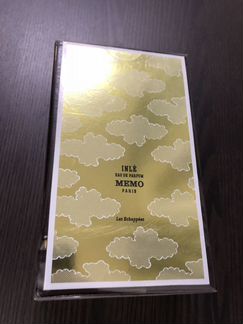 INLÉ
EAU DE PARFUM
MEMO
PARIS
Les Echappées